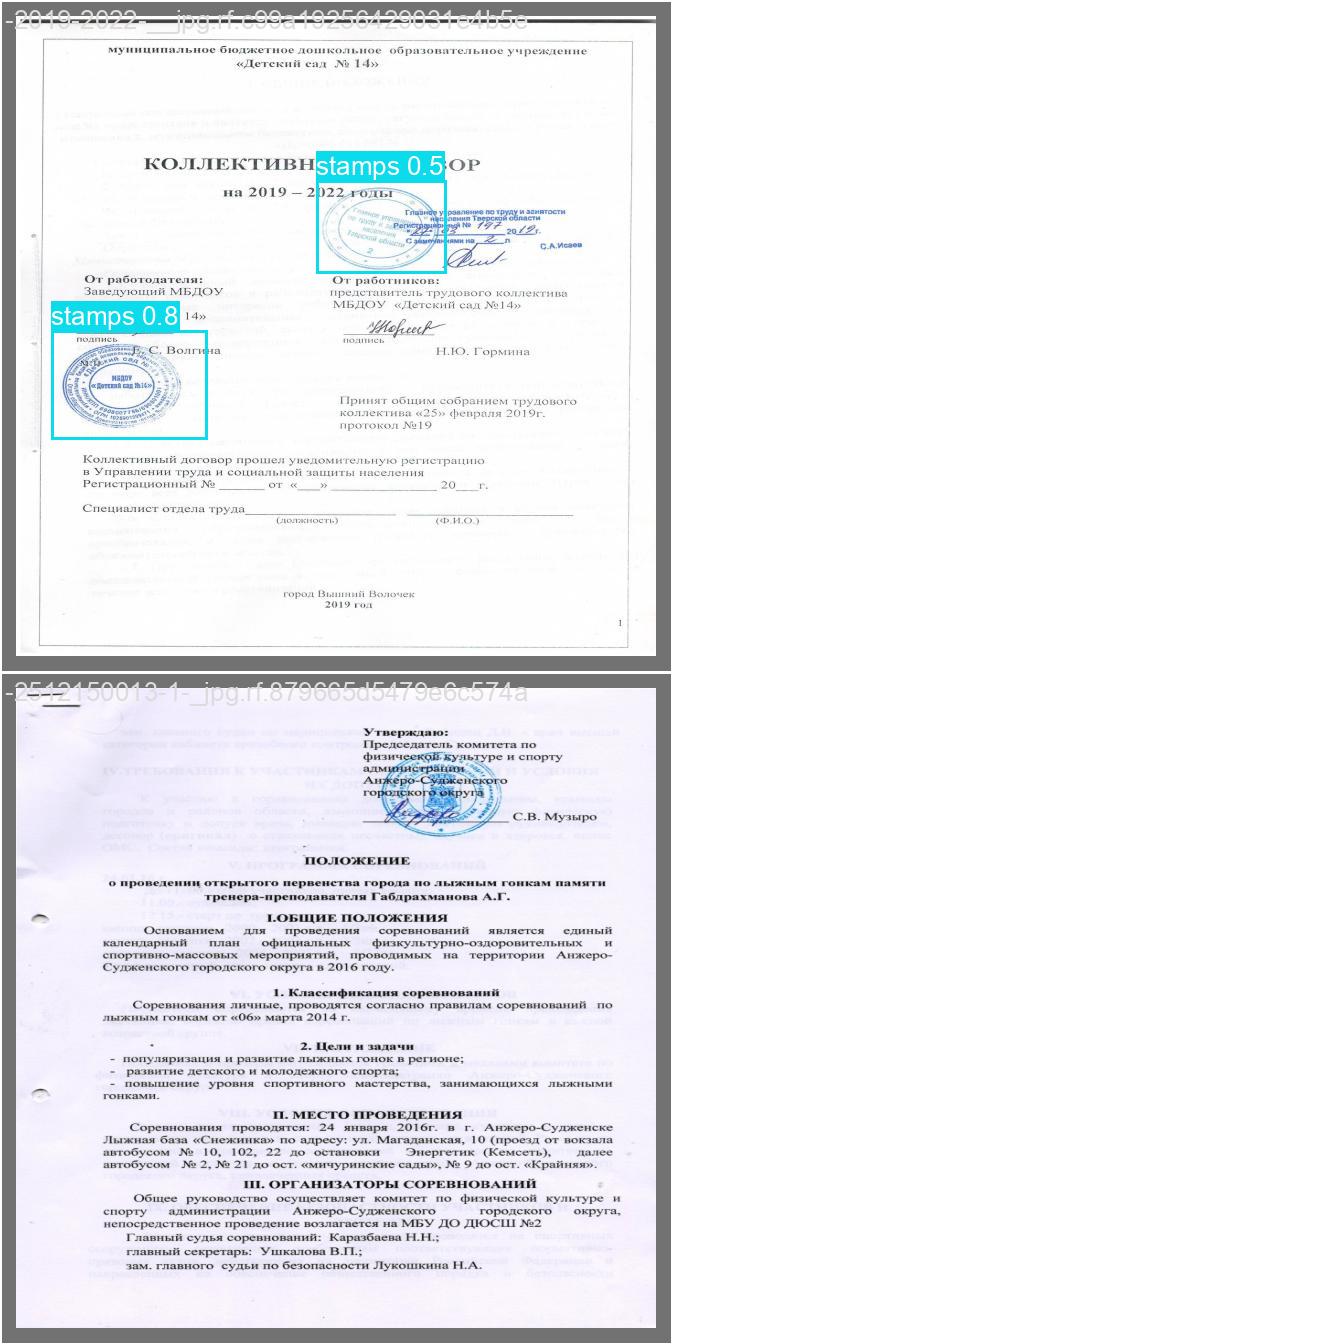 -2019-2022-__jpg.rf.c99a19256429031e4b5e
муниципальное бюджетное дошкольное образовательное учреждение
«Детский сад № 14»
stamps 0.5
на 2019 – 2022 годы
Главное управление по труду и занятости
населения Тверской области
Главное управление
по труду и
населения
Тверской области
2
Регистрационный № 197
2019г.
С замечаниями на 2 л
С.А.Исаев
От работодателя:
Заведующий МБДОУ
14»
stamps 0.8
подпись
Е. С. Волгина
МБДОУ
«Детский сад №14»
От работников:
представитель трудового коллектива
МБДОУ «Детский сад №14»
подпись
Н.Ю. Гормина
Принят общим собранием трудового
коллектива «25» февраля 2019г.
протокол №19
Коллективный договор прошел уведомительную регистрацию
в Управлении труда и социальной защиты населения
Регистрационный № ______ от «___» ______________ 20___г.
Специалист отдела труда____________________ ______________________
(должность) (Ф.И.О.)
город Вышний Волочек
2019 год
1
-2512150013-1-_jpg.rf.879665d5479e6c574a
Утверждаю:
Председатель комитета по
физической культуре и спорту
администрации
Анжеро-Судженского
городского округа
С.В. Музыро
ПОЛОЖЕНИЕ
о проведении открытого первенства города по лыжным гонкам памяти
тренера-преподавателя Габдрахманова А.Г.
I.ОБЩИЕ ПОЛОЖЕНИЯ
Основанием для проведения соревнований является единый
календарный план официальных физкультурно-оздоровительных и
спортивно-массовых мероприятий, проводимых на территории Анжеро-
Судженского городского округа в 2016 году.
1. Классификация соревнований
Соревнования личные, проводятся согласно правилам соревнований по
лыжным гонкам от «06» марта 2014 г.
2. Цели и задачи
- популяризация и развитие лыжных гонок в регионе;
- развитие детского и молодежного спорта;
- повышение уровня спортивного мастерства, занимающихся лыжными
гонками.
II. МЕСТО ПРОВЕДЕНИЯ
Соревнования проводятся: 24 января 2016г. в г. Анжеро-Судженске
Лыжная база «Снежинка» по адресу: ул. Магаданская, 10 (проезд от вокзала
автобусом № 10, 102, 22 до остановки Энергетик (Кемсеть), далее
автобусом № 2, № 21 до ост. «мичуринские сады», № 9 до ост. «Крайняя».
III. ОРГАНИЗАТОРЫ СОРЕВНОВАНИЙ
Общее руководство осуществляет комитет по физической культуре и
спорту администрации Анжеро-Судженского городского округа,
непосредственное проведение возлагается на МБУ ДО ДЮСШ №2
Главный судья соревнований: Каразбаева Н.Н.;
главный секретарь: Ушкалова В.П.;
зам. главного судьи по безопасности Лукошкина Н.А.